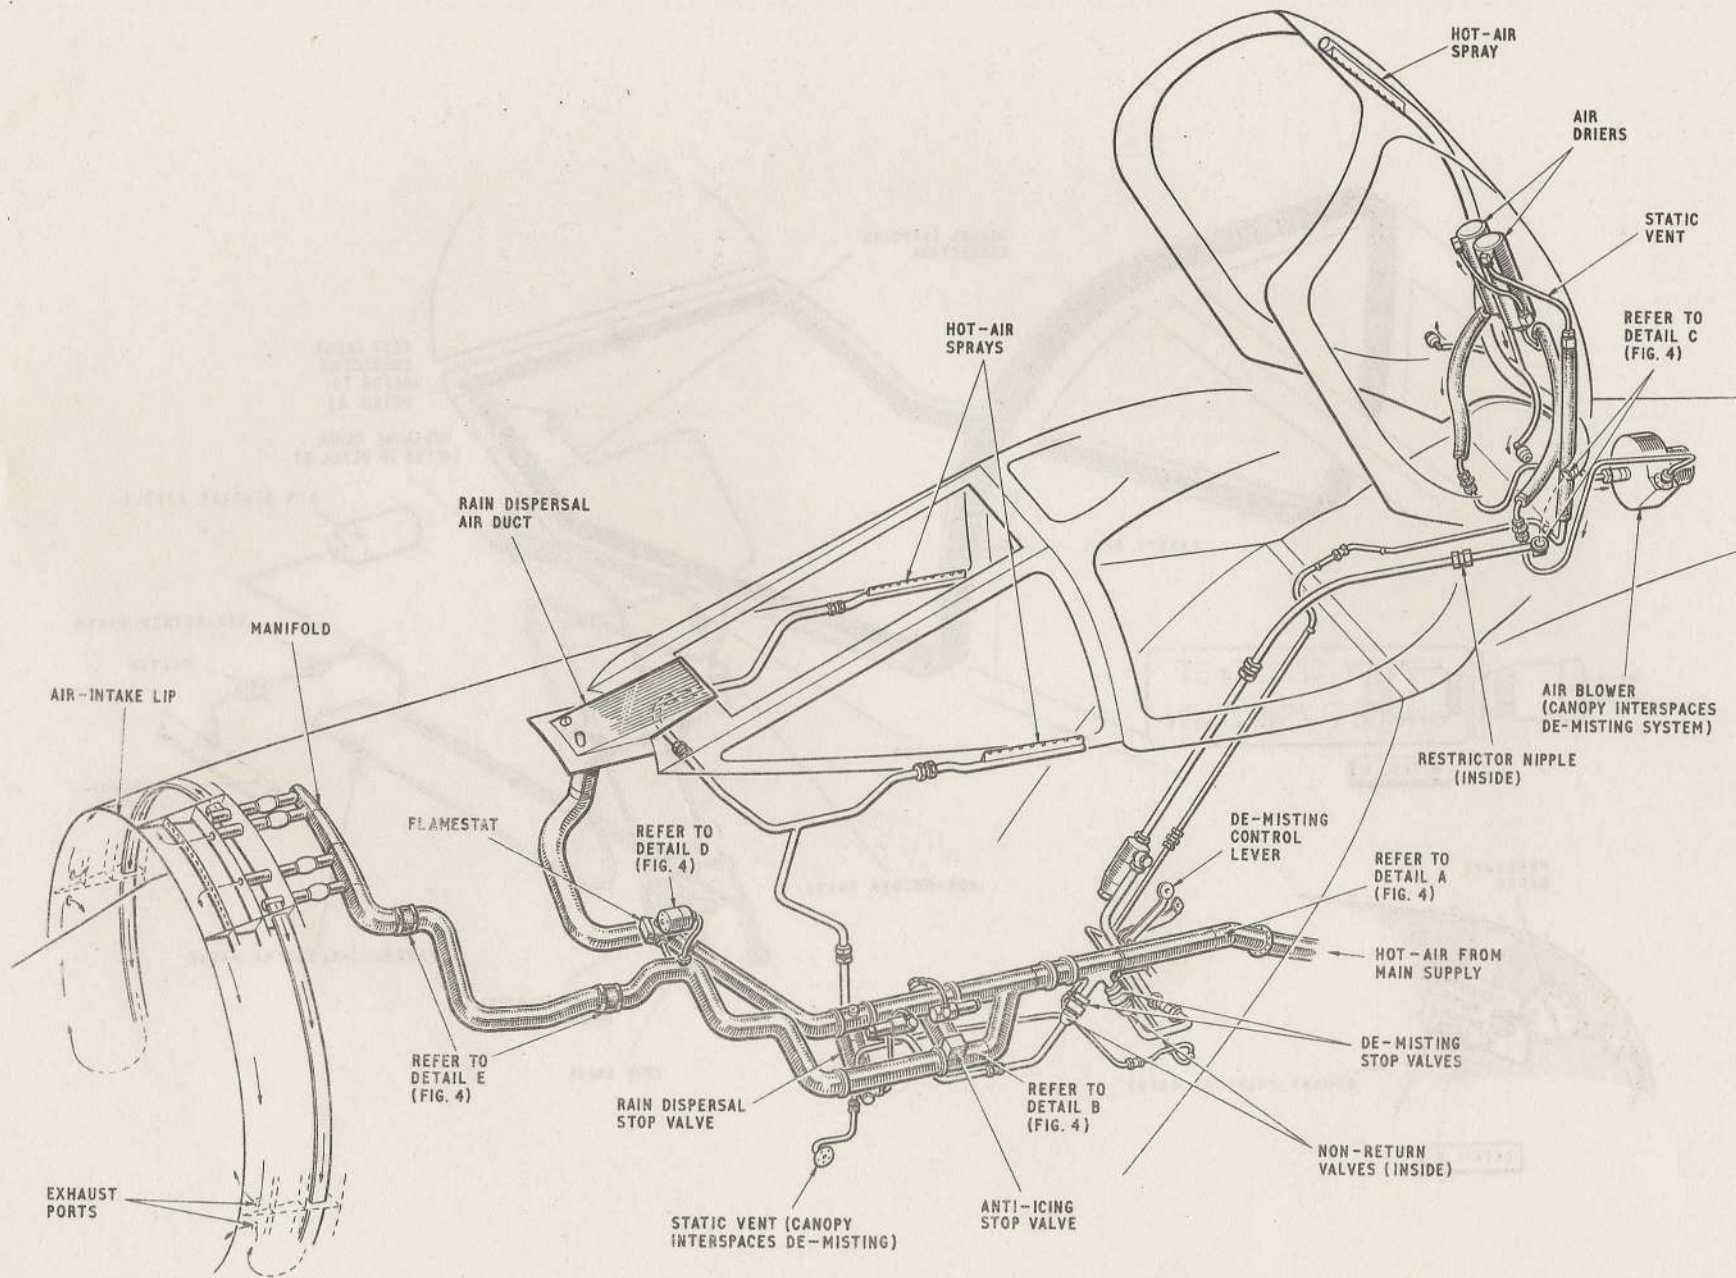 HOT-AIR
SPRAY
AIR
DRIERS
STATIC
VENT
REFER TO
DETAIL C
(FIG. 4)
HOT-AIR
SPRAYS
RAIN DISPERSAL
AIR DUCT
MANIFOLD
AIR-INTAKE LIP
AIR BLOWER
(CANOPY INTERSPACES
DE-MISTING SYSTEM)
RESTRICTOR NIPPLE
(INSIDE)
FLAMESTAT
REFER TO
DETAIL D
(FIG. 4)
DE-MISTING
CONTROL
LEVER
REFER TO
DETAIL A
(FIG. 4)
HOT-AIR FROM
MAIN SUPPLY
DE-MISTING
STOP VALVES
REFER TO
DETAIL E
(FIG. 4)
RAIN DISPERSAL
STOP VALVE
REFER TO
DETAIL B
(FIG. 4)
NON-RETURN
VALVES (INSIDE)
EXHAUST
PORTS
STATIC VENT (CANOPY
INTERSPACES DE-MISTING)
ANTI-ICING
STOP VALVE